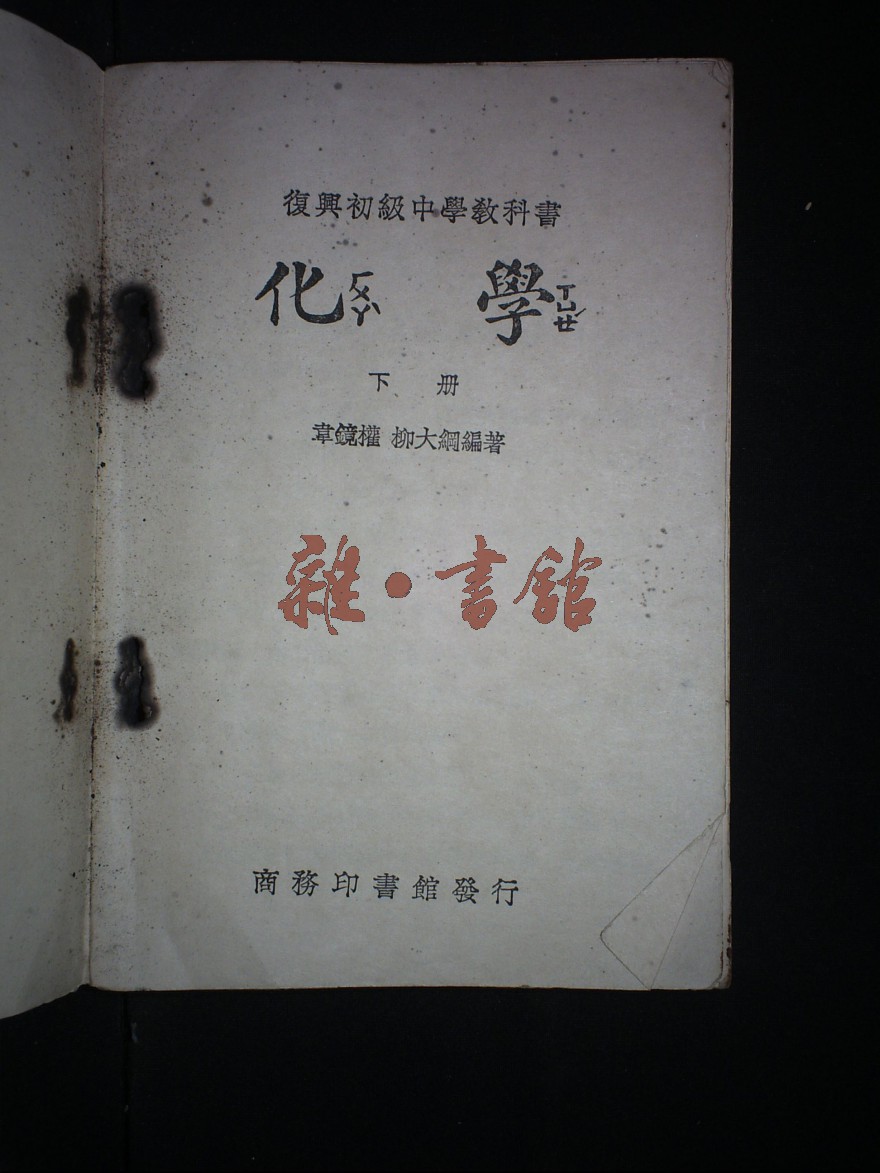 復興初級中學教科書
化ㄏㄨㄚˋ 學ㄒㄩㄝˊ
下册
韋鏡權 柳大綱編著
雜·書館
商務印書館發行